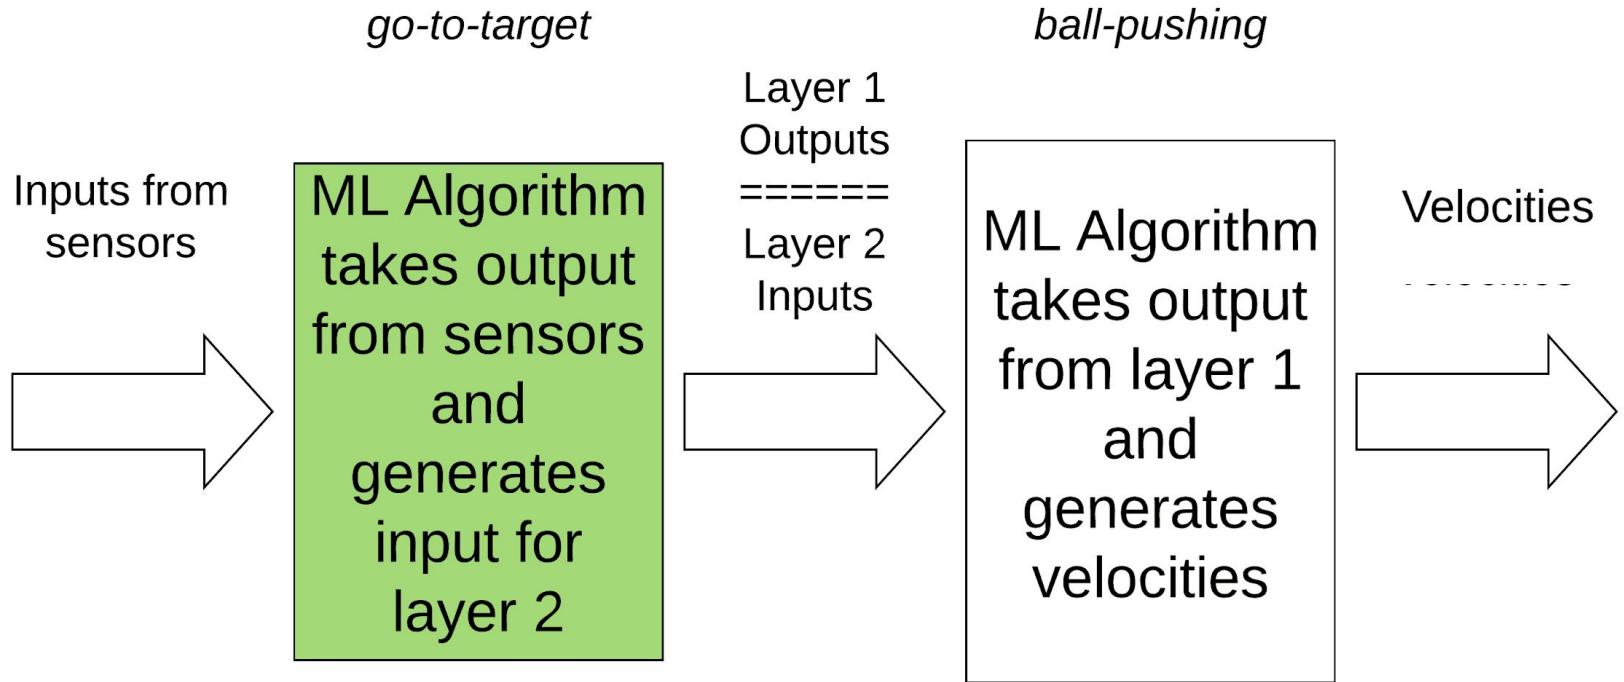 go-to-target
ball-pushing
Inputs from
sensors
ML Algorithm
takes output
from sensors
and
generates
input for
layer 2
Layer 1
Outputs
======
Layer 2
Inputs
ML Algorithm
takes output
from layer 1
and
generates
velocities
Velocities